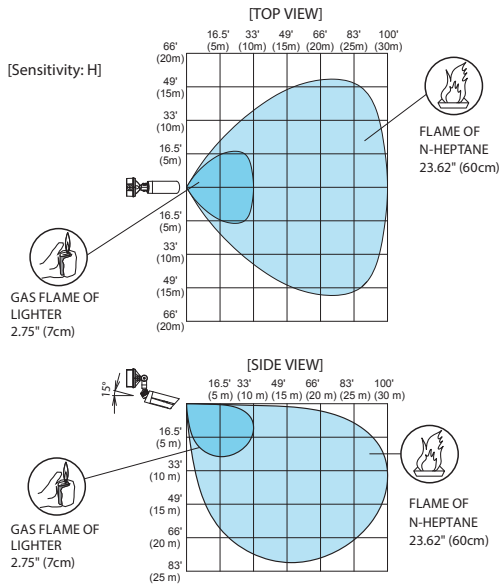 [TOP VIEW]
16.5' 33' 49' 66' 83' 100'
(5m) (10m) (15m) (20m) (25m) (30m)
66'
(20m)
[Sensitivity: H]
49'
(15m)
33'
(10m)
16.5'
(5m)
FLAME OF
N-HEPTANE
23.62" (60cm)
16.5'
(5m)
33'
(10m)
49'
(15m)
66'
(20m)
GAS FLAME OF
LIGHTER
2.75" (7cm)
[SIDE VIEW]
16.5' 33' 49' 66' 83' 100'
(5 m) (10 m) (15 m) (20 m) (25 m) (30 m)
15°
16.5'
(5 m)
33'
(10 m)
49'
(15 m)
66'
(20 m)
83'
(25 m)
GAS FLAME OF
LIGHTER
2.75" (7cm)
FLAME OF
N-HEPTANE
23.62" (60cm)